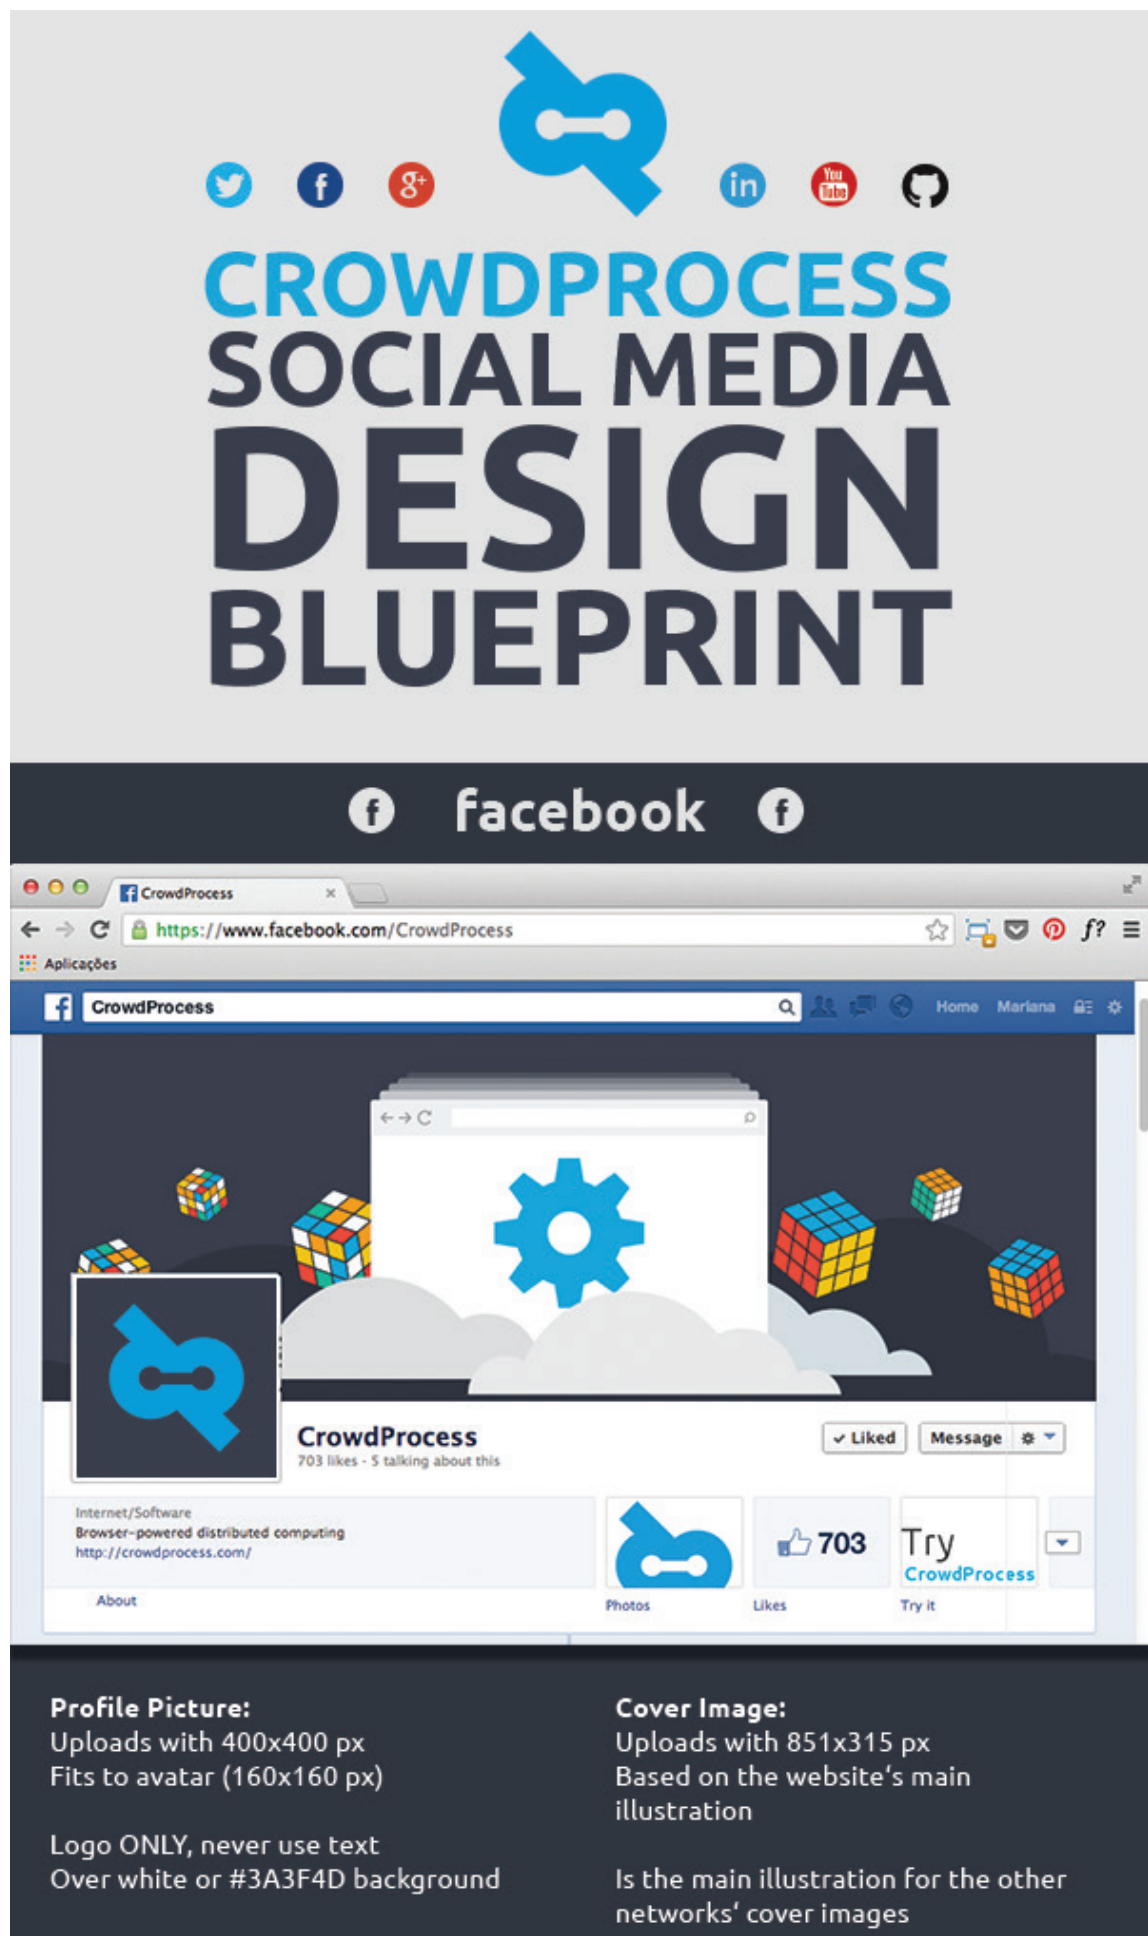 You
Tube
CROWDPROCESS
SOCIAL MEDIA
DESIGN
BLUEPRINT
facebook
CrowdProcess
https://www.facebook.com/CrowdProcess
f?
Aplicações
CrowdProcess
Home Mariana
CrowdProcess
703 likes - 5 talking about this
Liked
Message
Internet/Software
Browser-powered distributed computing
http://crowdprocess.com/
About
Photos
703
Likes
Try
CrowdProcess
Try it
Profile Picture:
Uploads with 400x400 px
Fits to avatar (160x160 px)
Logo ONLY, never use text
Over white or #3A3F4D background
Cover Image:
Uploads with 851x315 px
Based on the website‘s main
illustration
Is the main illustration for the other
networks‘ cover images